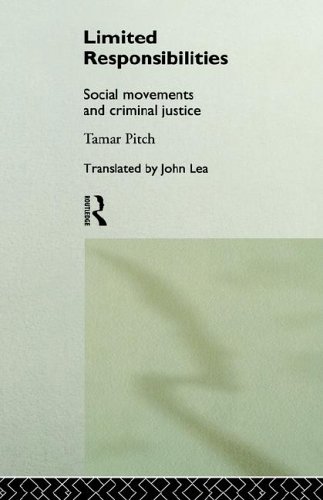 Limited
Responsibilities
Social movements
and criminal justice
Tamar Pitch
Translated by John Lea
ROUTLEDGE